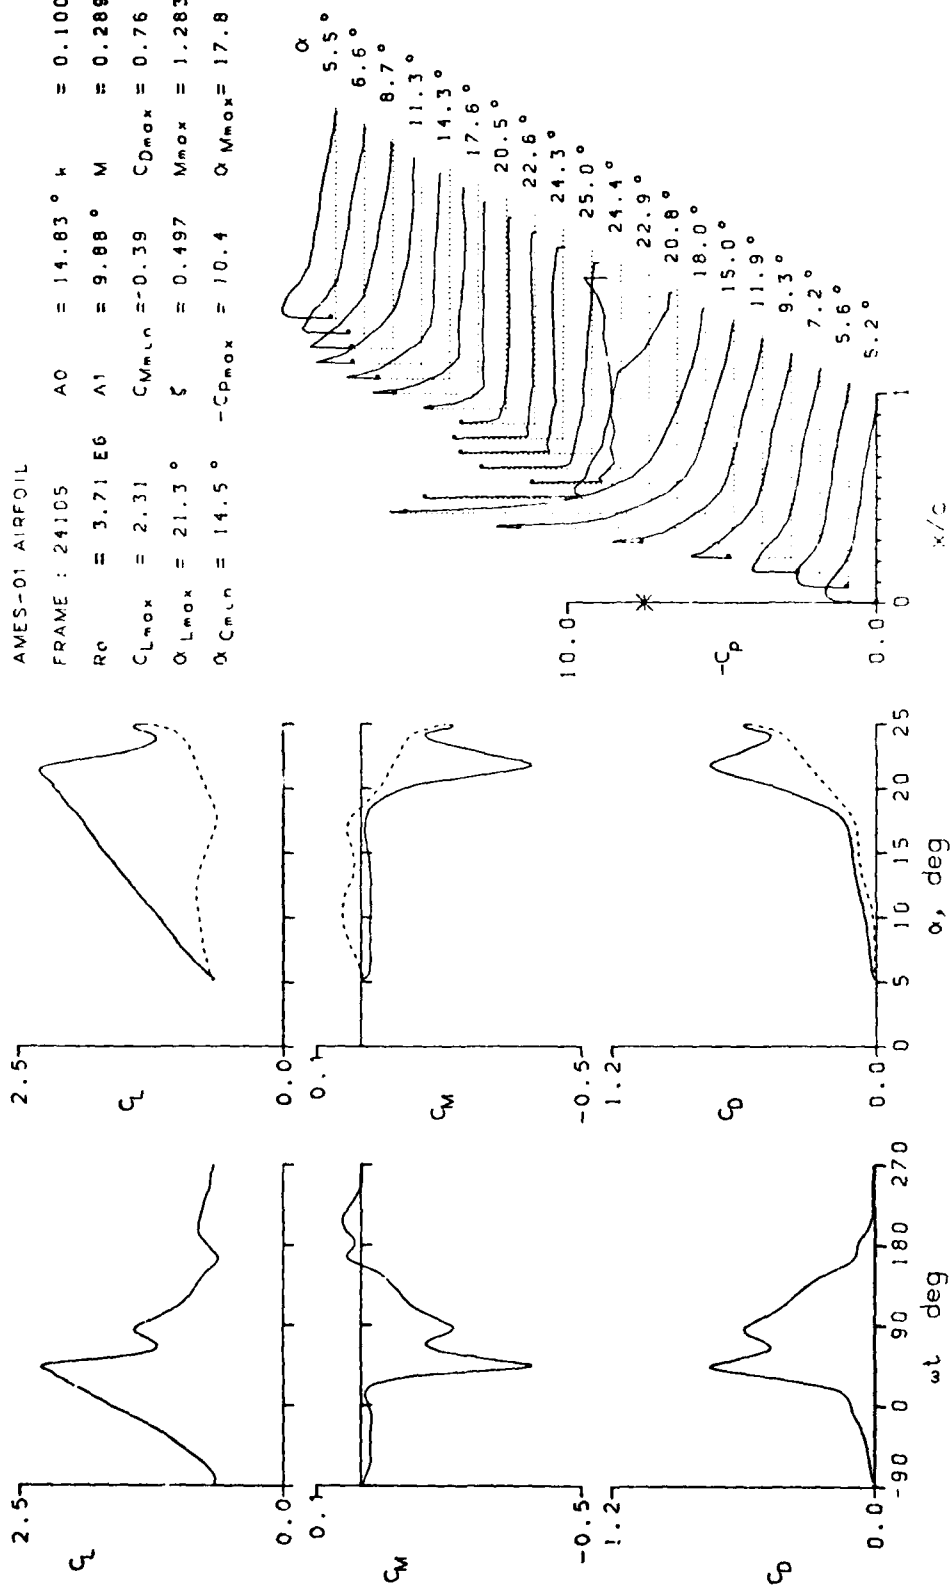 AMES-01 AIRFOIL
FRAME : 24105 A0 = 14.83 ° k = 0.100
Re = 3.71 E6 A1 = 9.88 ° M = 0.289
CLmax = 2.31 CMmin = -0.39 CDmax = 0.76
αLmax = 21.3 ° ζ = 0.497 Mmax = 1.283
αCmin = 14.5 ° -CPmax = 10.4 αMmax = 17.8
2.5
CL
0.0
0.1
CM
-0.5
1.2
CD
0.0
-90 0 90 180 270
ωt deg
2.5
CL
0.0
0.1
CM
-0.5
1.2
CD
0.0
0 5 10 15 20 25
α, deg
10.0
-Cp
0.0
0 1
x/c
α
5.5 °
6.6 °
8.7 °
11.3 °
14.3 °
17.6 °
20.5 °
22.6 °
24.3 °
25.0 °
24.4 °
22.9 °
20.8 °
18.0 °
15.0 °
11.9 °
9.3 °
7.2 °
5.6 °
5.2 °